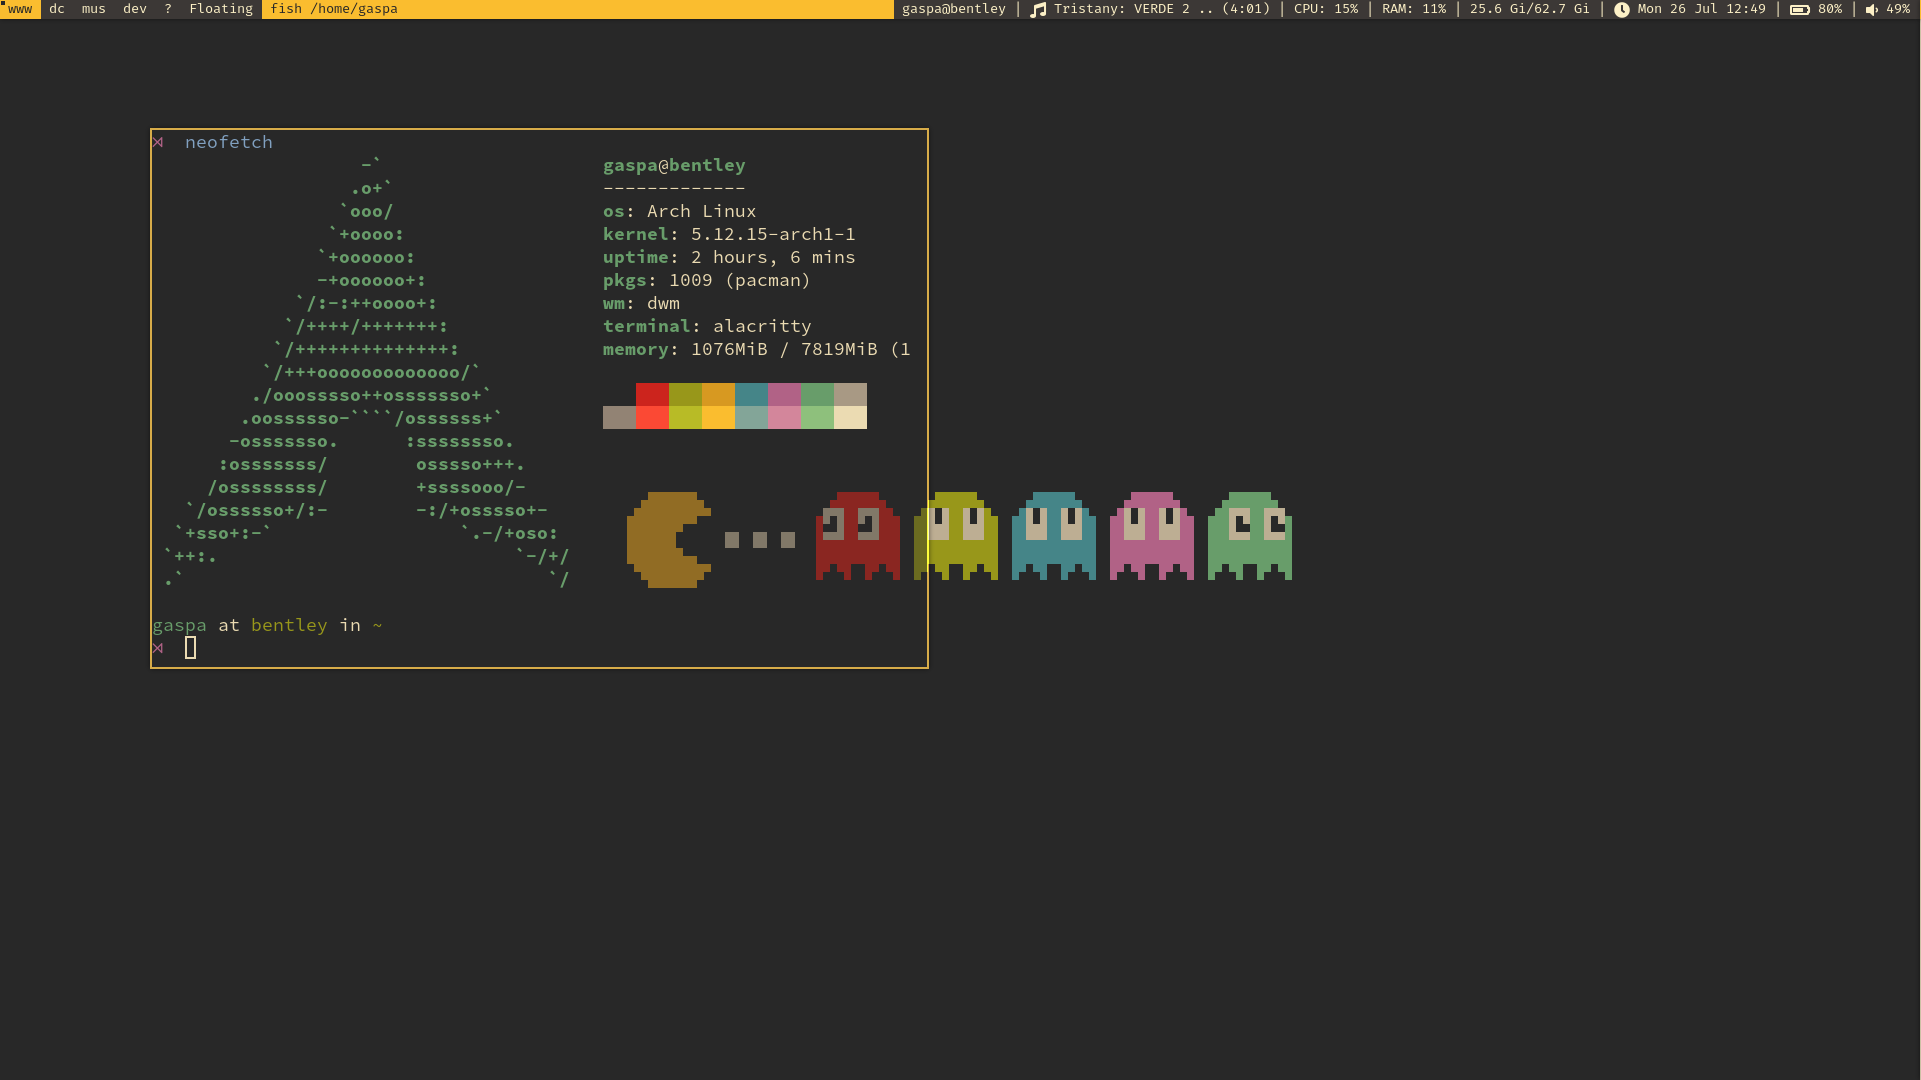 www dc mus dev ? Floating fish /home/gaspa gaspa@bentley | Tristany: VERDE 2 .. (4:01) | CPU: 15% | RAM: 11% | 25.6 Gi/62.7 Gi | Mon 26 Jul 12:49 | 80% | 49%
⋊ neofetch
-` gaspa@bentley
.o+` -------------
`ooo/ os: Arch Linux
`+oooo: kernel: 5.12.15-arch1-1
`+oooooo: uptime: 2 hours, 6 mins
-+oooooo+: pkgs: 1009 (pacman)
`/:-:++oooo+: wm: dwm
`/++++/+++++++: terminal: alacritty
`/++++++++++++++: memory: 1076MiB / 7819MiB (1
`/+++ooooooooooooo/`
./ooosssso++osssssso+`
.oossssso-````/ossssss+`
-osssssso. :ssssssso.
:osssssss/ osssso+++.
/ossssssss/ +ssssooo/-
`/ossssso+/:- -:/+osssso+-
`+sso+:-` `.-/+oso:
`++:. `-/+/
.` `/
gaspa at bentley in ~
⋊